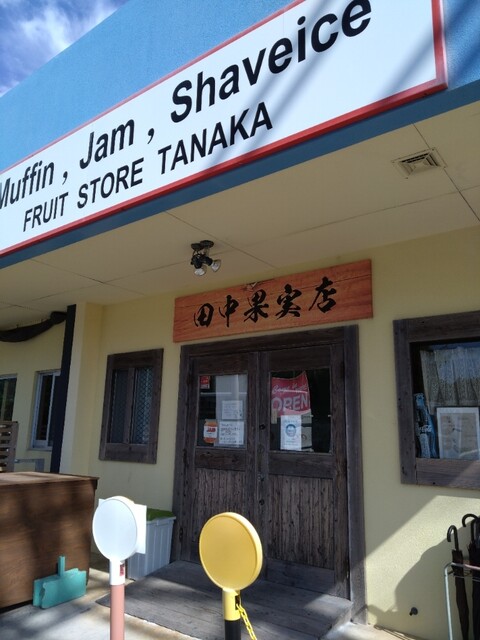 Muffin, Jam, Shaveice
FRUIT STORE TANAKA
田中果実店
OPEN